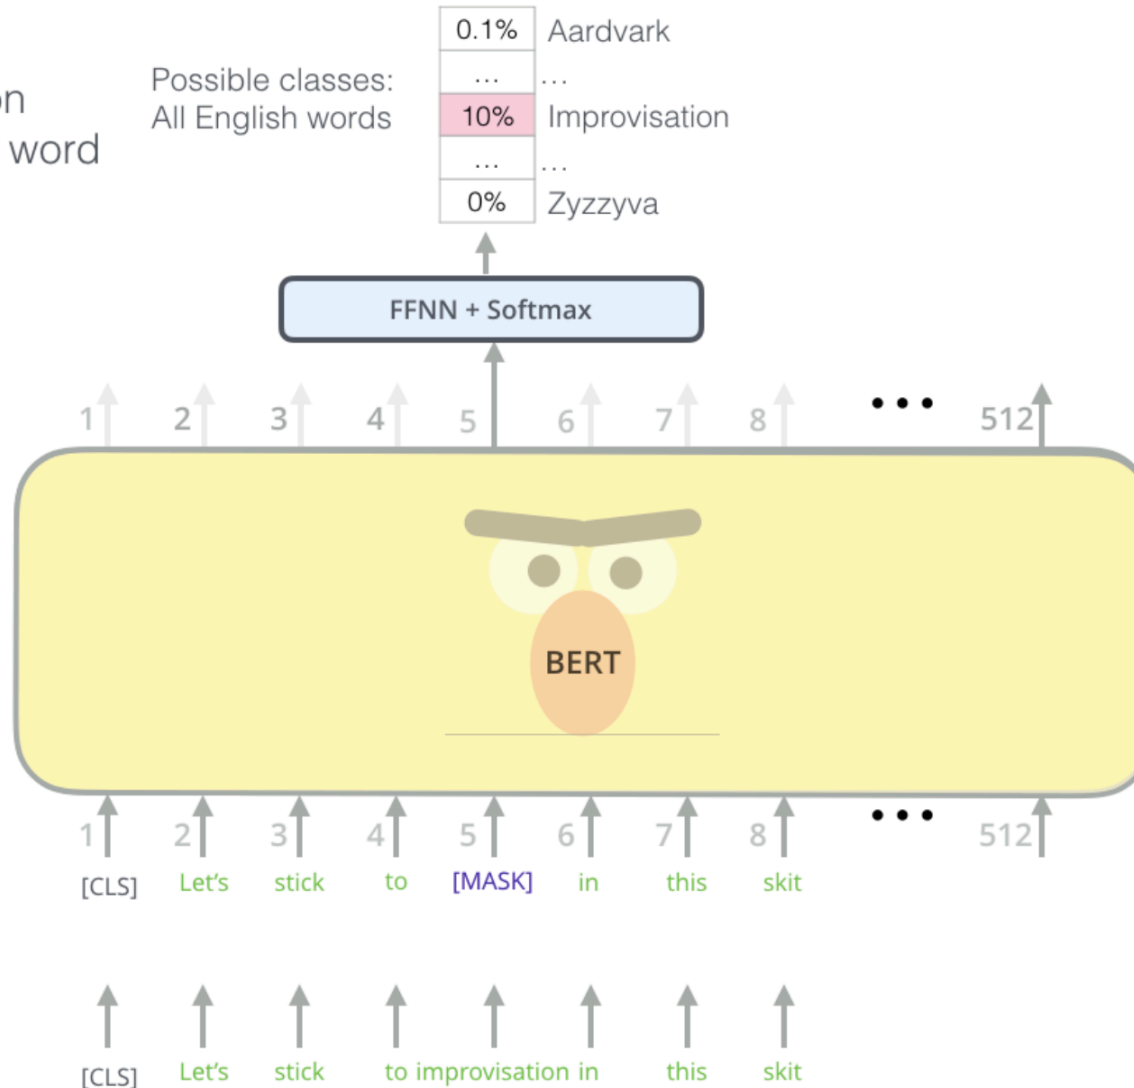 0.1% Aardvark
Possible classes: ... ...
on
All English words 10% Improvisation
word
... ...
0% Zyzzyva
FFNN + Softmax
1 2 3 4 5 6 7 8 ... 512
BERT
1 2 3 4 5 6 7 8 ... 512
[CLS] Let's stick to [MASK] in this skit
[CLS] Let's stick to improvisation in this skit